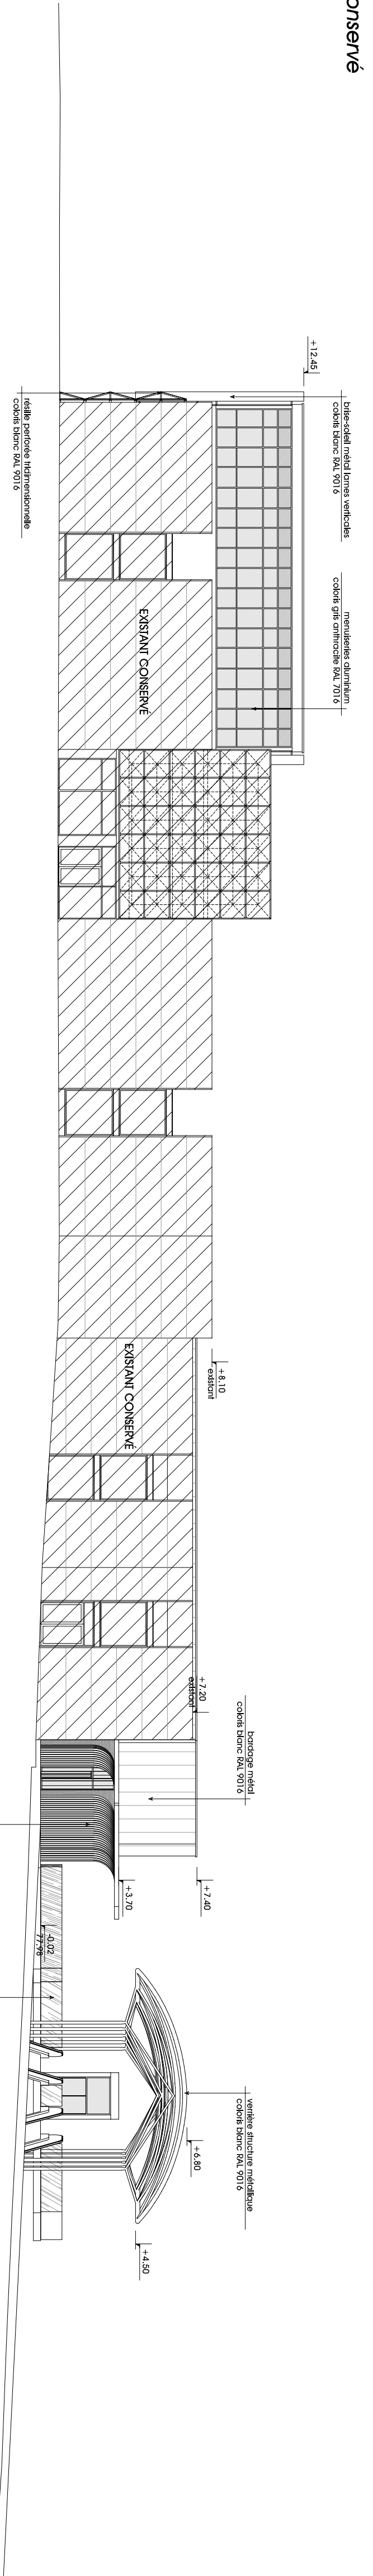 onservé
+12.45
brise-soleil métal lames verticales
coloris blanc RAL 9016
menuiseries aluminium
coloris gris anthracite RAL 7016
résille perforée tridimensionnelle
coloris blanc RAL 9016
EXISTANT CONSERVÉ
EXISTANT CONSERVÉ
+8.10
existant
+7.20
existant
bardage métal
coloris blanc RAL 9016
+7.40
+3.70
-0.02
77.98
verrière structure métallique
coloris blanc RAL 9016
+6.80
+4.50